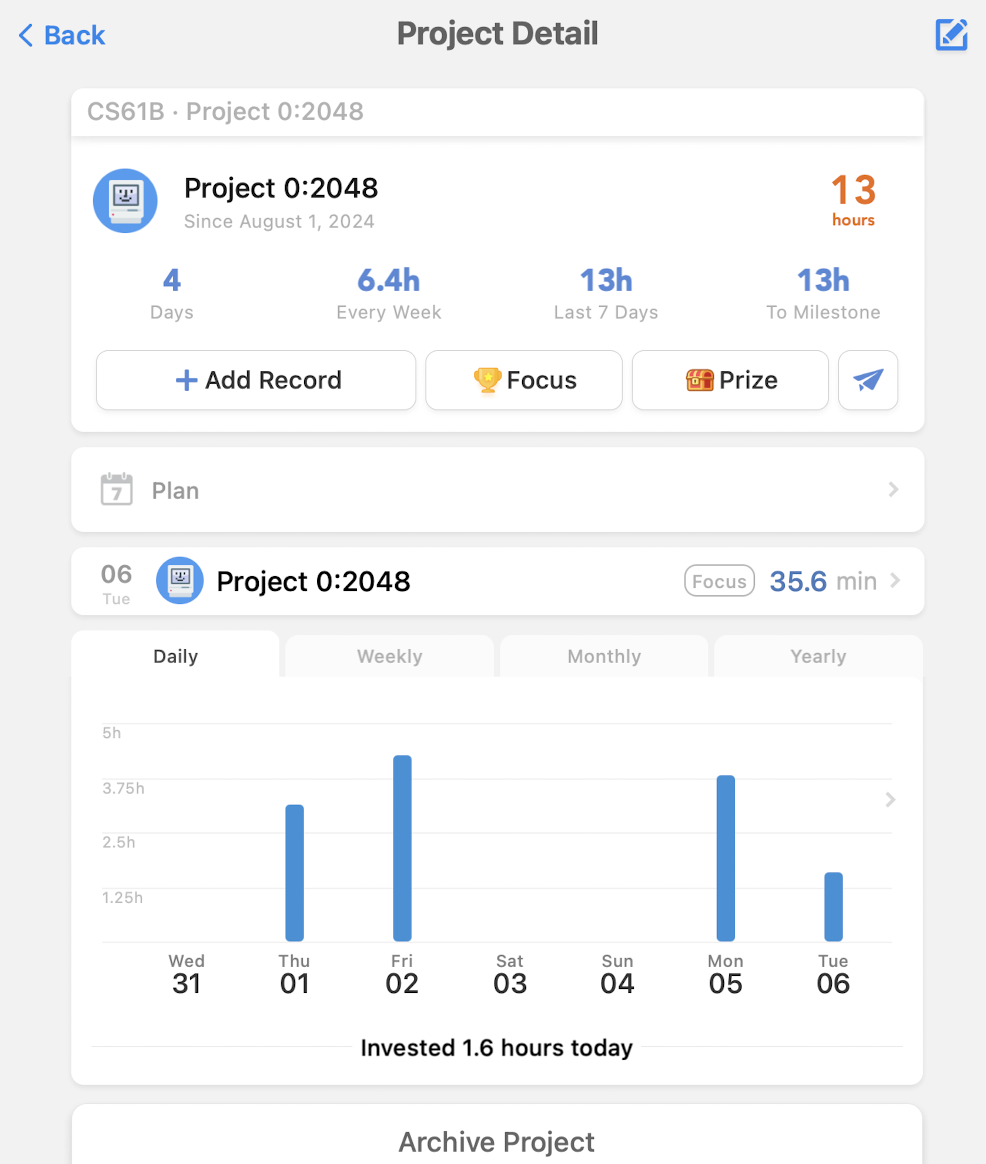 Back
Project Detail
CS61B · Project 0:2048
Project 0:2048
Since August 1, 2024
13
hours
4 6.4h 13h 13h
Days Every Week Last 7 Days To Milestone
Add Record Focus Prize
7 Plan
06 Project 0:2048 Focus 35.6 min
Tue
Daily Weekly Monthly Yearly
5h
3.75h
2.5h
1.25h
Wed Thu Fri Sat Sun Mon Tue
31 01 02 03 04 05 06
Invested 1.6 hours today
Archive Project